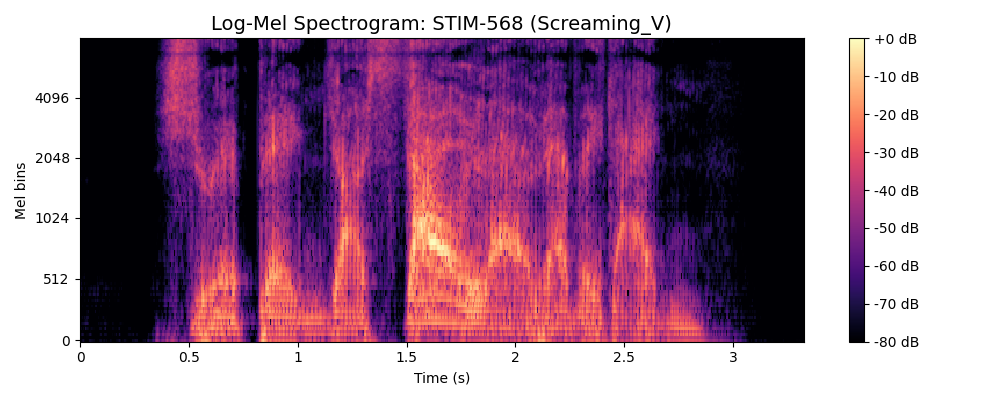 Log-Mel Spectrogram: STIM-568 (Screaming_V)
Mel bins
4096
2048
1024
512
0
0
0.5
1
1.5
2
2.5
3
Time (s)
+0 dB
-10 dB
-20 dB
-30 dB
-40 dB
-50 dB
-60 dB
-70 dB
-80 dB